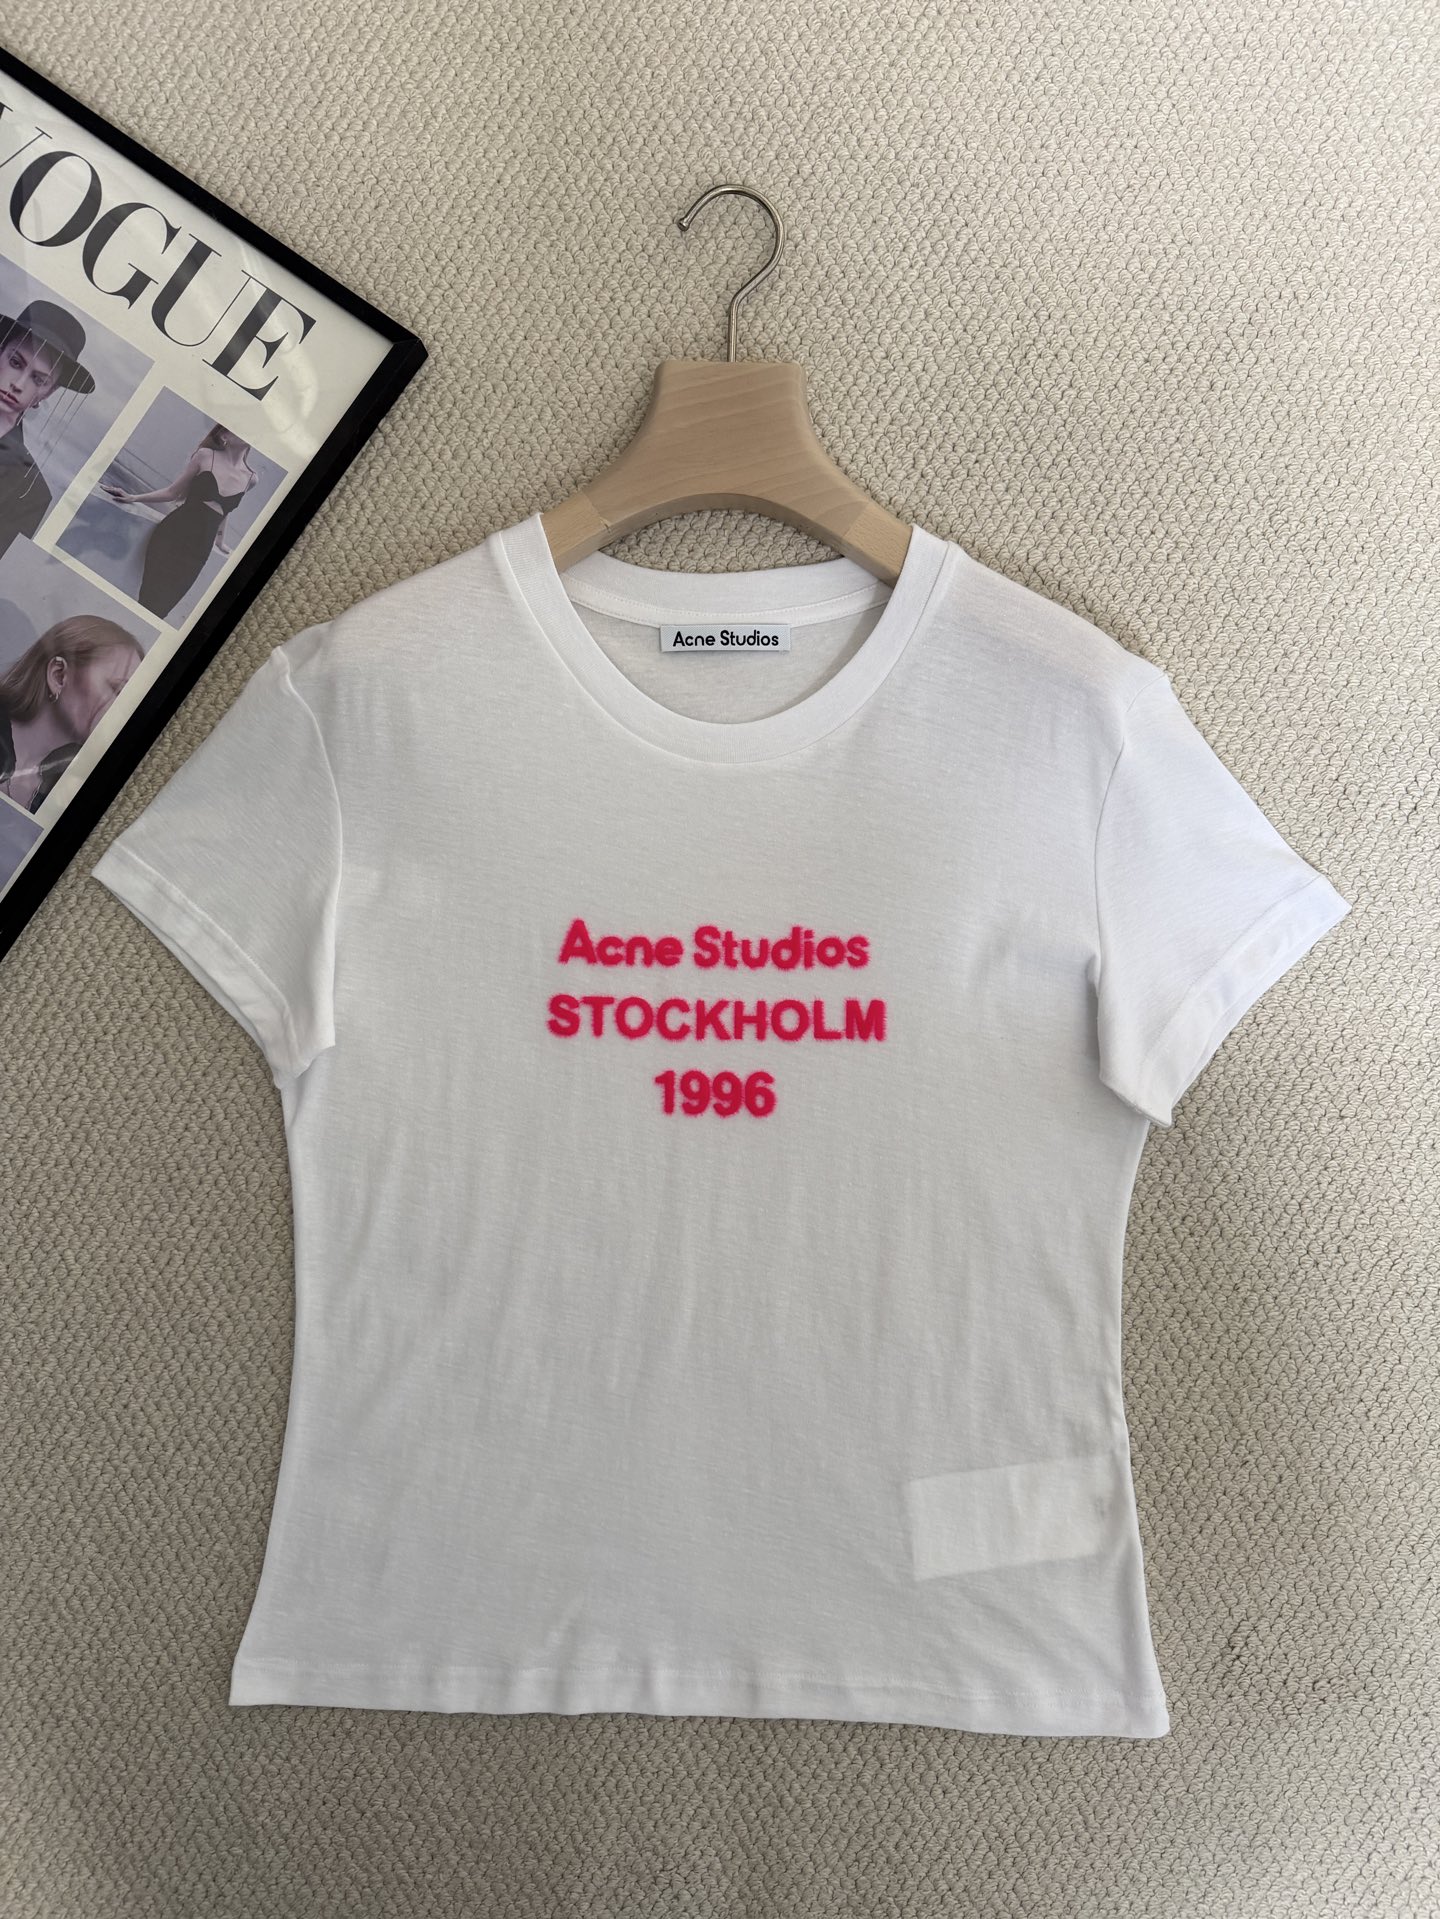 VOGUE
Acne Studios
Acne Studios
STOCKHOLM
1996